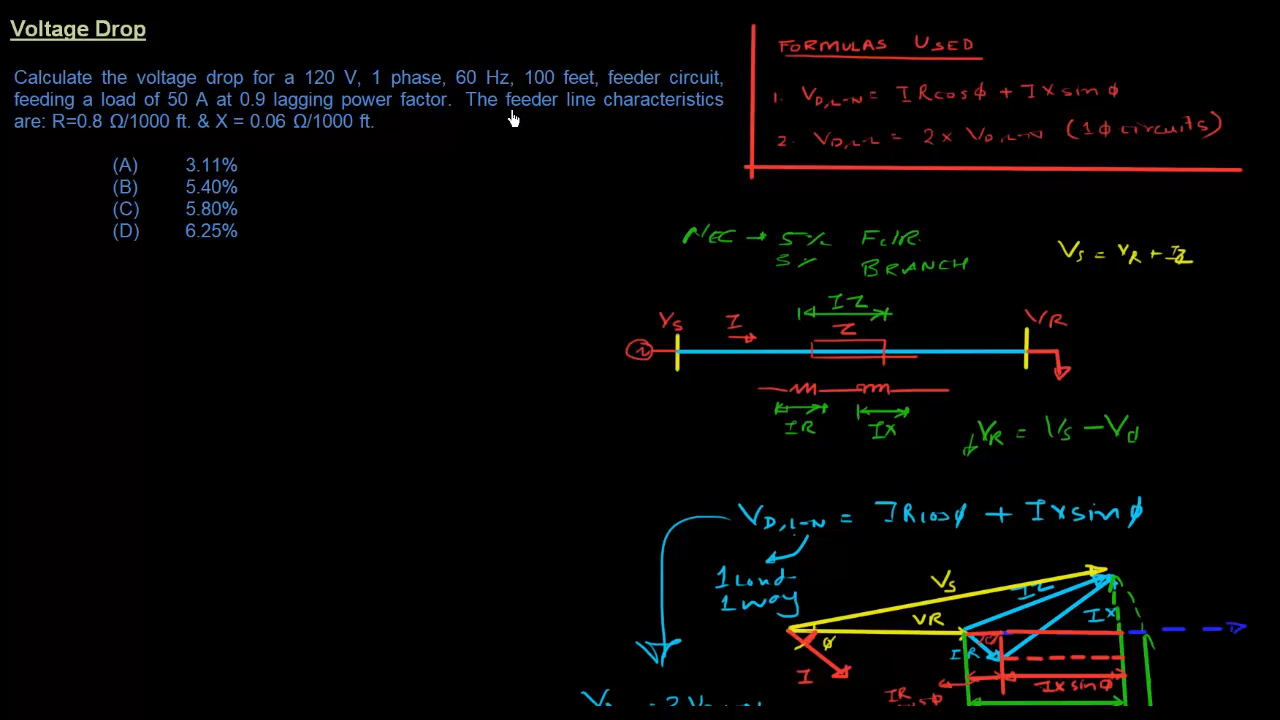 Voltage Drop
Calculate the voltage drop for a 120 V, 1 phase, 60 Hz, 100 feet, feeder circuit,
feeding a load of 50 A at 0.9 lagging power factor. The feeder line characteristics
are: R=0.8 Ω/1000 ft. & X = 0.06 Ω/1000 ft.
(A) 3.11%
(B) 5.40%
(C) 5.80%
(D) 6.25%
FORMULAS USED
1. VD,L-N = IRcosϕ + IXsinϕ
2. VD,L-L = 2x VD,L-N (1ϕ circuits)
NEC → 5%
BRANCH
Vs = VR + IZ
IZ
Vs
I
Z
VR
IR
IX
VR = Vs - Vd
VD,L-N = IRcosϕ + IXsinϕ
1 cond
1 way
Vs
IZ
VR
IX
ϕ
IR
I
IXsinϕ